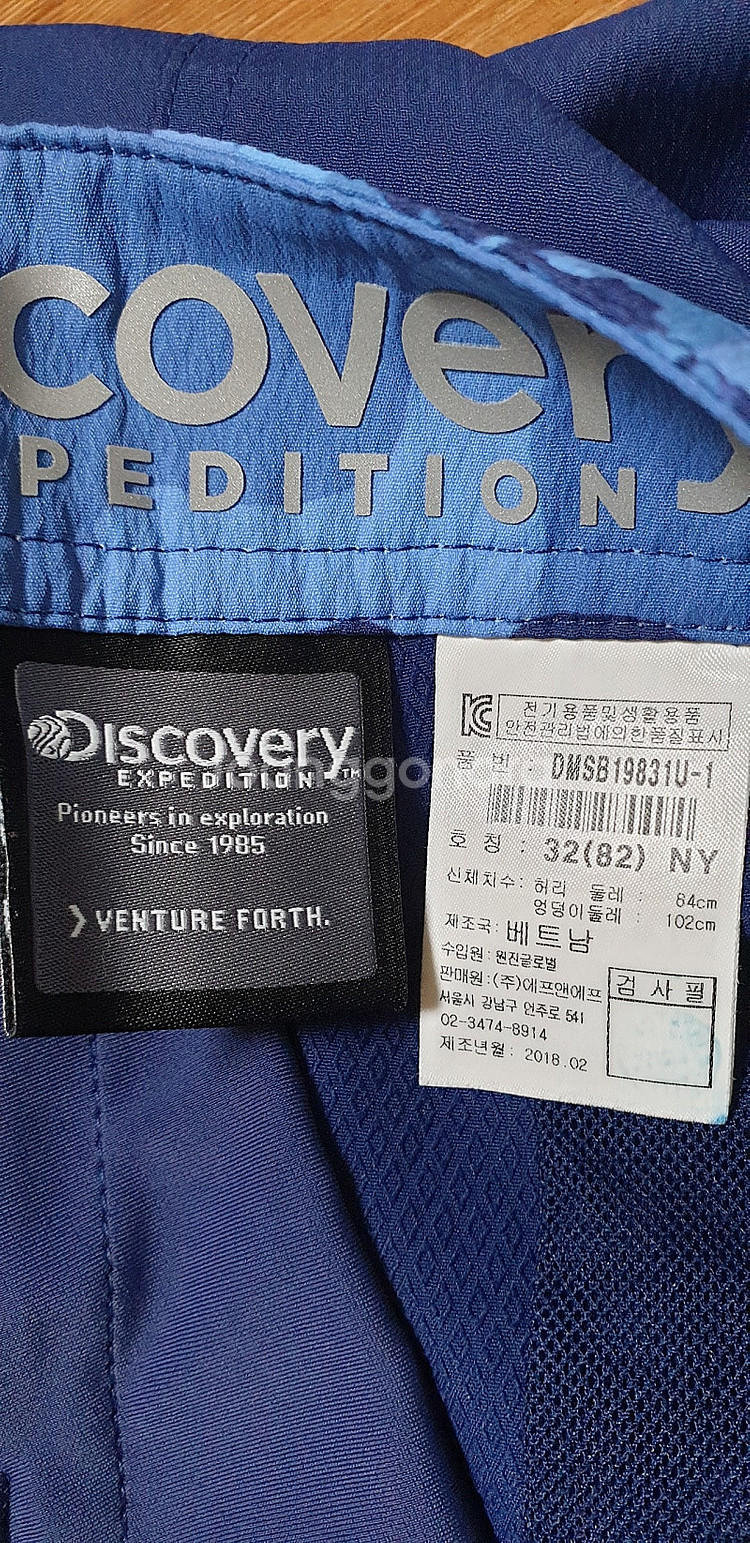 covery
PEDITION
DISCOVERY
EXPEDITION™
Pioneers in exploration
Since 1985
❯ VENTURE FORTH.
전기용품및생활용품
안전관리법에의한품질표시
품 번 : DMSB19831U-1
호 칭 : 32(82) NY
신체치수: 허리 둘레 : 84cm
엉덩이둘레 : 102cm
제조국: 베트남
수입원: 원진글로벌
판매원:(주)에프앤에프
서울시 강남구 언주로 541
02-3474-8914
제조년월: 2018.02
검 사 필